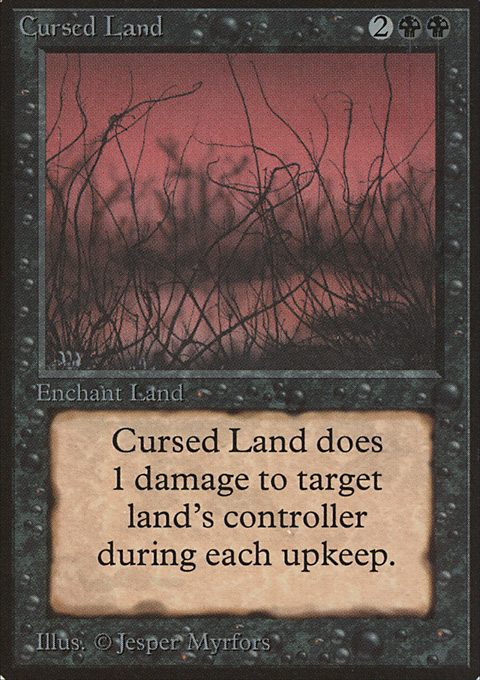 Cursed Land 2
Enchant Land
Cursed Land does
1 damage to target
land's controller
during each upkeep.
Illus. © Jesper Myrfors